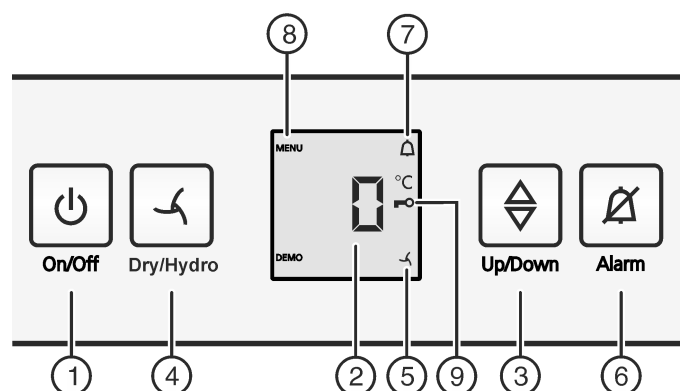 8 7
MENU
°C
0
On/Off Dry/Hydro DEMO Up/Down Alarm
1 4 2 5 9 3 6